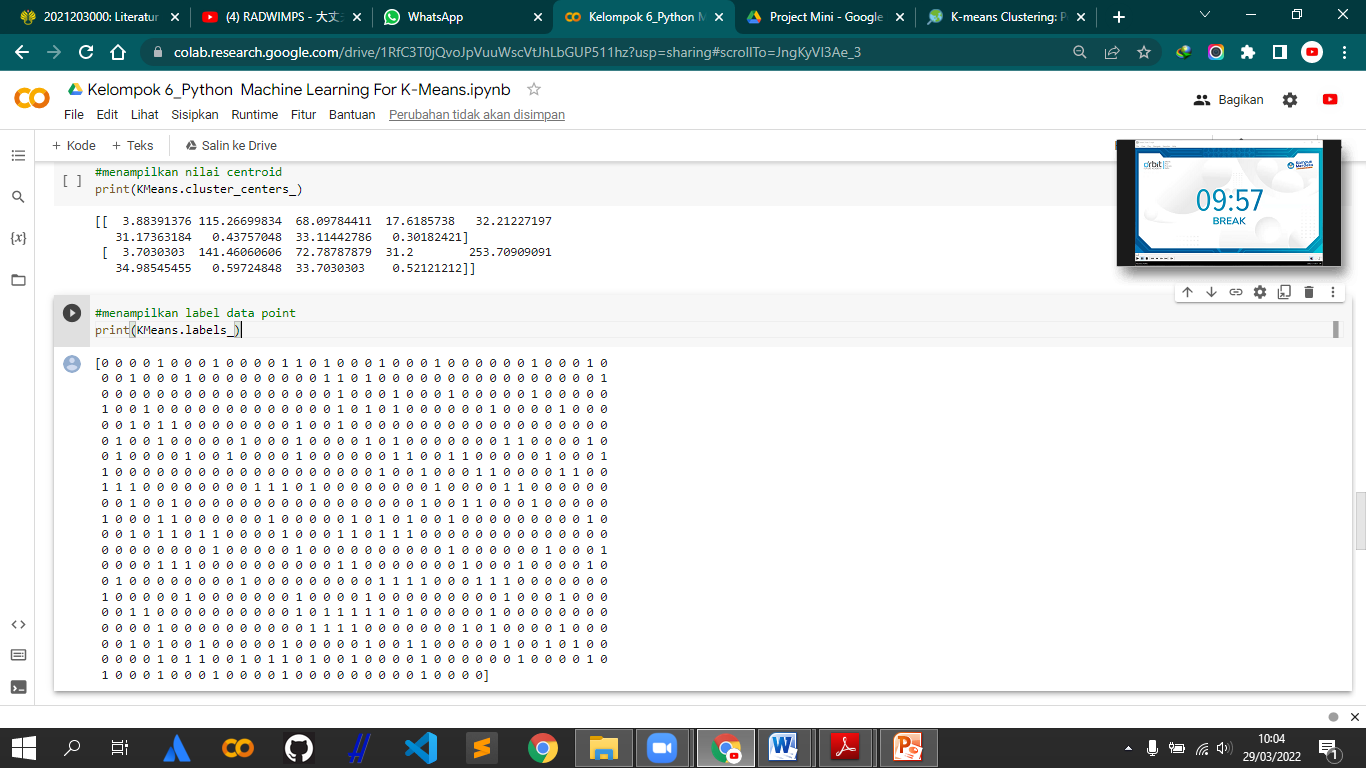 2021203000: Literatur
(4) RADWIMPS - 大丈
WhatsApp
Kelompok 6_Python M
Project Mini - Google
K-means Clustering: P
colab.research.google.com/drive/1RfC3T0jQvoJpVuuWscVtJhLbGUP511hz?usp=sharing#scrollTo=JngKyVI3Ae_3
Kelompok 6_Python Machine Learning For K-Means.ipynb
Bagikan
File Edit Lihat Sisipkan Runtime Fitur Bantuan Perubahan tidak akan disimpan
+ Kode + Teks Salin ke Drive
#menampilkan nilai centroid
[ ] print(KMeans.cluster_centers_)
[[ 3.88391376 115.26699834 68.09784411 17.6185738 32.21227197
31.17363184 0.43757048 33.11442786 0.30182421]
[ 3.7030303 141.46060606 72.78787879 31.2 253.70909091
34.98545455 0.59724848 33.7030303 0.52121212]]
orbit
09:57
BREAK
#menampilkan label data point
print(KMeans.labels_)
[0 0 0 0 1 0 0 0 1 0 0 0 0 1 1 0 1 0 0 0 1 0 0 0 1 0 0 0 0 0 0 1 0 0 0 1 0
0 0 1 0 0 0 1 0 0 0 0 0 0 0 0 0 1 1 0 1 0 0 0 0 0 0 0 0 0 0 0 0 0 0 0 0 1
0 0 0 0 0 0 0 0 0 0 0 0 0 0 0 0 0 1 0 0 0 1 0 0 0 1 0 0 0 0 0 1 0 0 0 0 0
1 0 0 1 0 0 0 0 0 0 0 0 0 0 0 0 0 1 0 1 0 1 0 0 0 0 0 0 1 0 0 0 0 1 0 0 0
0 0 1 0 1 1 0 0 0 0 0 0 0 0 1 0 0 1 0 0 0 0 0 0 0 0 0 0 0 0 0 0 0 0 0 0 0
0 1 0 0 1 0 0 0 0 0 1 0 0 0 1 0 0 0 0 1 0 1 0 0 0 0 0 0 0 1 1 0 0 0 0 1 0
0 1 0 0 0 0 1 0 0 1 0 0 0 0 1 0 0 0 0 0 0 1 1 0 0 1 1 0 0 0 0 0 1 0 0 0 1
1 0 0 0 0 0 0 0 0 0 0 0 0 0 0 0 0 0 0 0 0 0 1 0 0 1 0 0 0 1 1 0 0 0 0 1 1 0 0
1 1 1 0 0 0 0 0 0 0 0 1 1 1 0 1 0 0 0 0 0 0 0 0 1 0 0 0 0 1 1 0 0 0 0 0 0
0 0 1 0 0 1 0 0 0 0 0 0 0 0 0 0 0 0 0 0 0 0 0 1 0 0 1 1 0 0 0 1 0 0 0 0 0
1 0 0 0 1 1 0 0 0 0 0 0 1 0 0 0 0 0 1 0 1 0 1 0 0 1 0 0 0 0 0 0 0 0 0 1 0
0 0 1 0 1 1 0 1 1 0 0 0 0 1 0 0 0 1 1 0 1 1 1 0 0 0 0 0 0 0 0 0 0 0 0 0 0
0 0 0 0 0 0 0 0 1 0 0 0 0 0 1 0 0 0 0 0 0 0 0 0 0 1 0 0 0 0 0 0 1 0 0 0 1
0 0 0 0 1 1 1 0 0 0 0 0 0 0 0 0 0 1 1 0 0 0 0 0 0 0 1 0 0 0 1 0 0 0 0 1 0
0 1 0 0 0 0 0 0 0 0 1 0 0 0 0 0 0 0 0 0 1 1 1 1 0 0 0 1 1 1 0 0 0 0 0 0 0
1 0 0 0 0 0 1 0 0 0 0 0 0 0 1 0 0 0 0 1 0 0 0 0 0 0 0 0 0 1 0 0 0 1 0 0 0
0 0 1 1 0 0 0 0 0 0 0 0 0 0 1 0 1 1 1 1 1 0 1 0 0 0 0 0 1 0 0 0 0 0 0 0 0
0 0 0 0 1 0 0 0 0 0 0 0 0 0 0 1 1 1 1 0 0 0 0 0 0 0 1 0 1 0 0 0 0 1 0 0 0
0 0 1 0 1 0 0 1 0 0 0 0 0 1 0 0 0 0 0 1 0 0 1 1 0 0 0 0 0 1 0 0 1 0 1 0 0
0 0 0 0 1 0 1 1 0 0 1 0 1 1 0 1 0 0 1 0 0 0 0 1 0 0 0 0 0 0 1 0 0 0 0 1 0
1 0 0 0 1 0 0 0 1 0 0 0 0 1 0 0 0 0 0 0 0 0 0 1 0 0 0 0]
10:04
29/03/2022